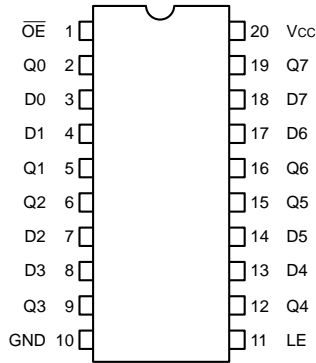 O̅E̅ 1 20 Vcc
Q0 2 19 Q7
D0 3 18 D7
D1 4 17 D6
Q1 5 16 Q6
Q2 6 15 Q5
D2 7 14 D5
D3 8 13 D4
Q3 9 12 Q4
GND 10 11 LE